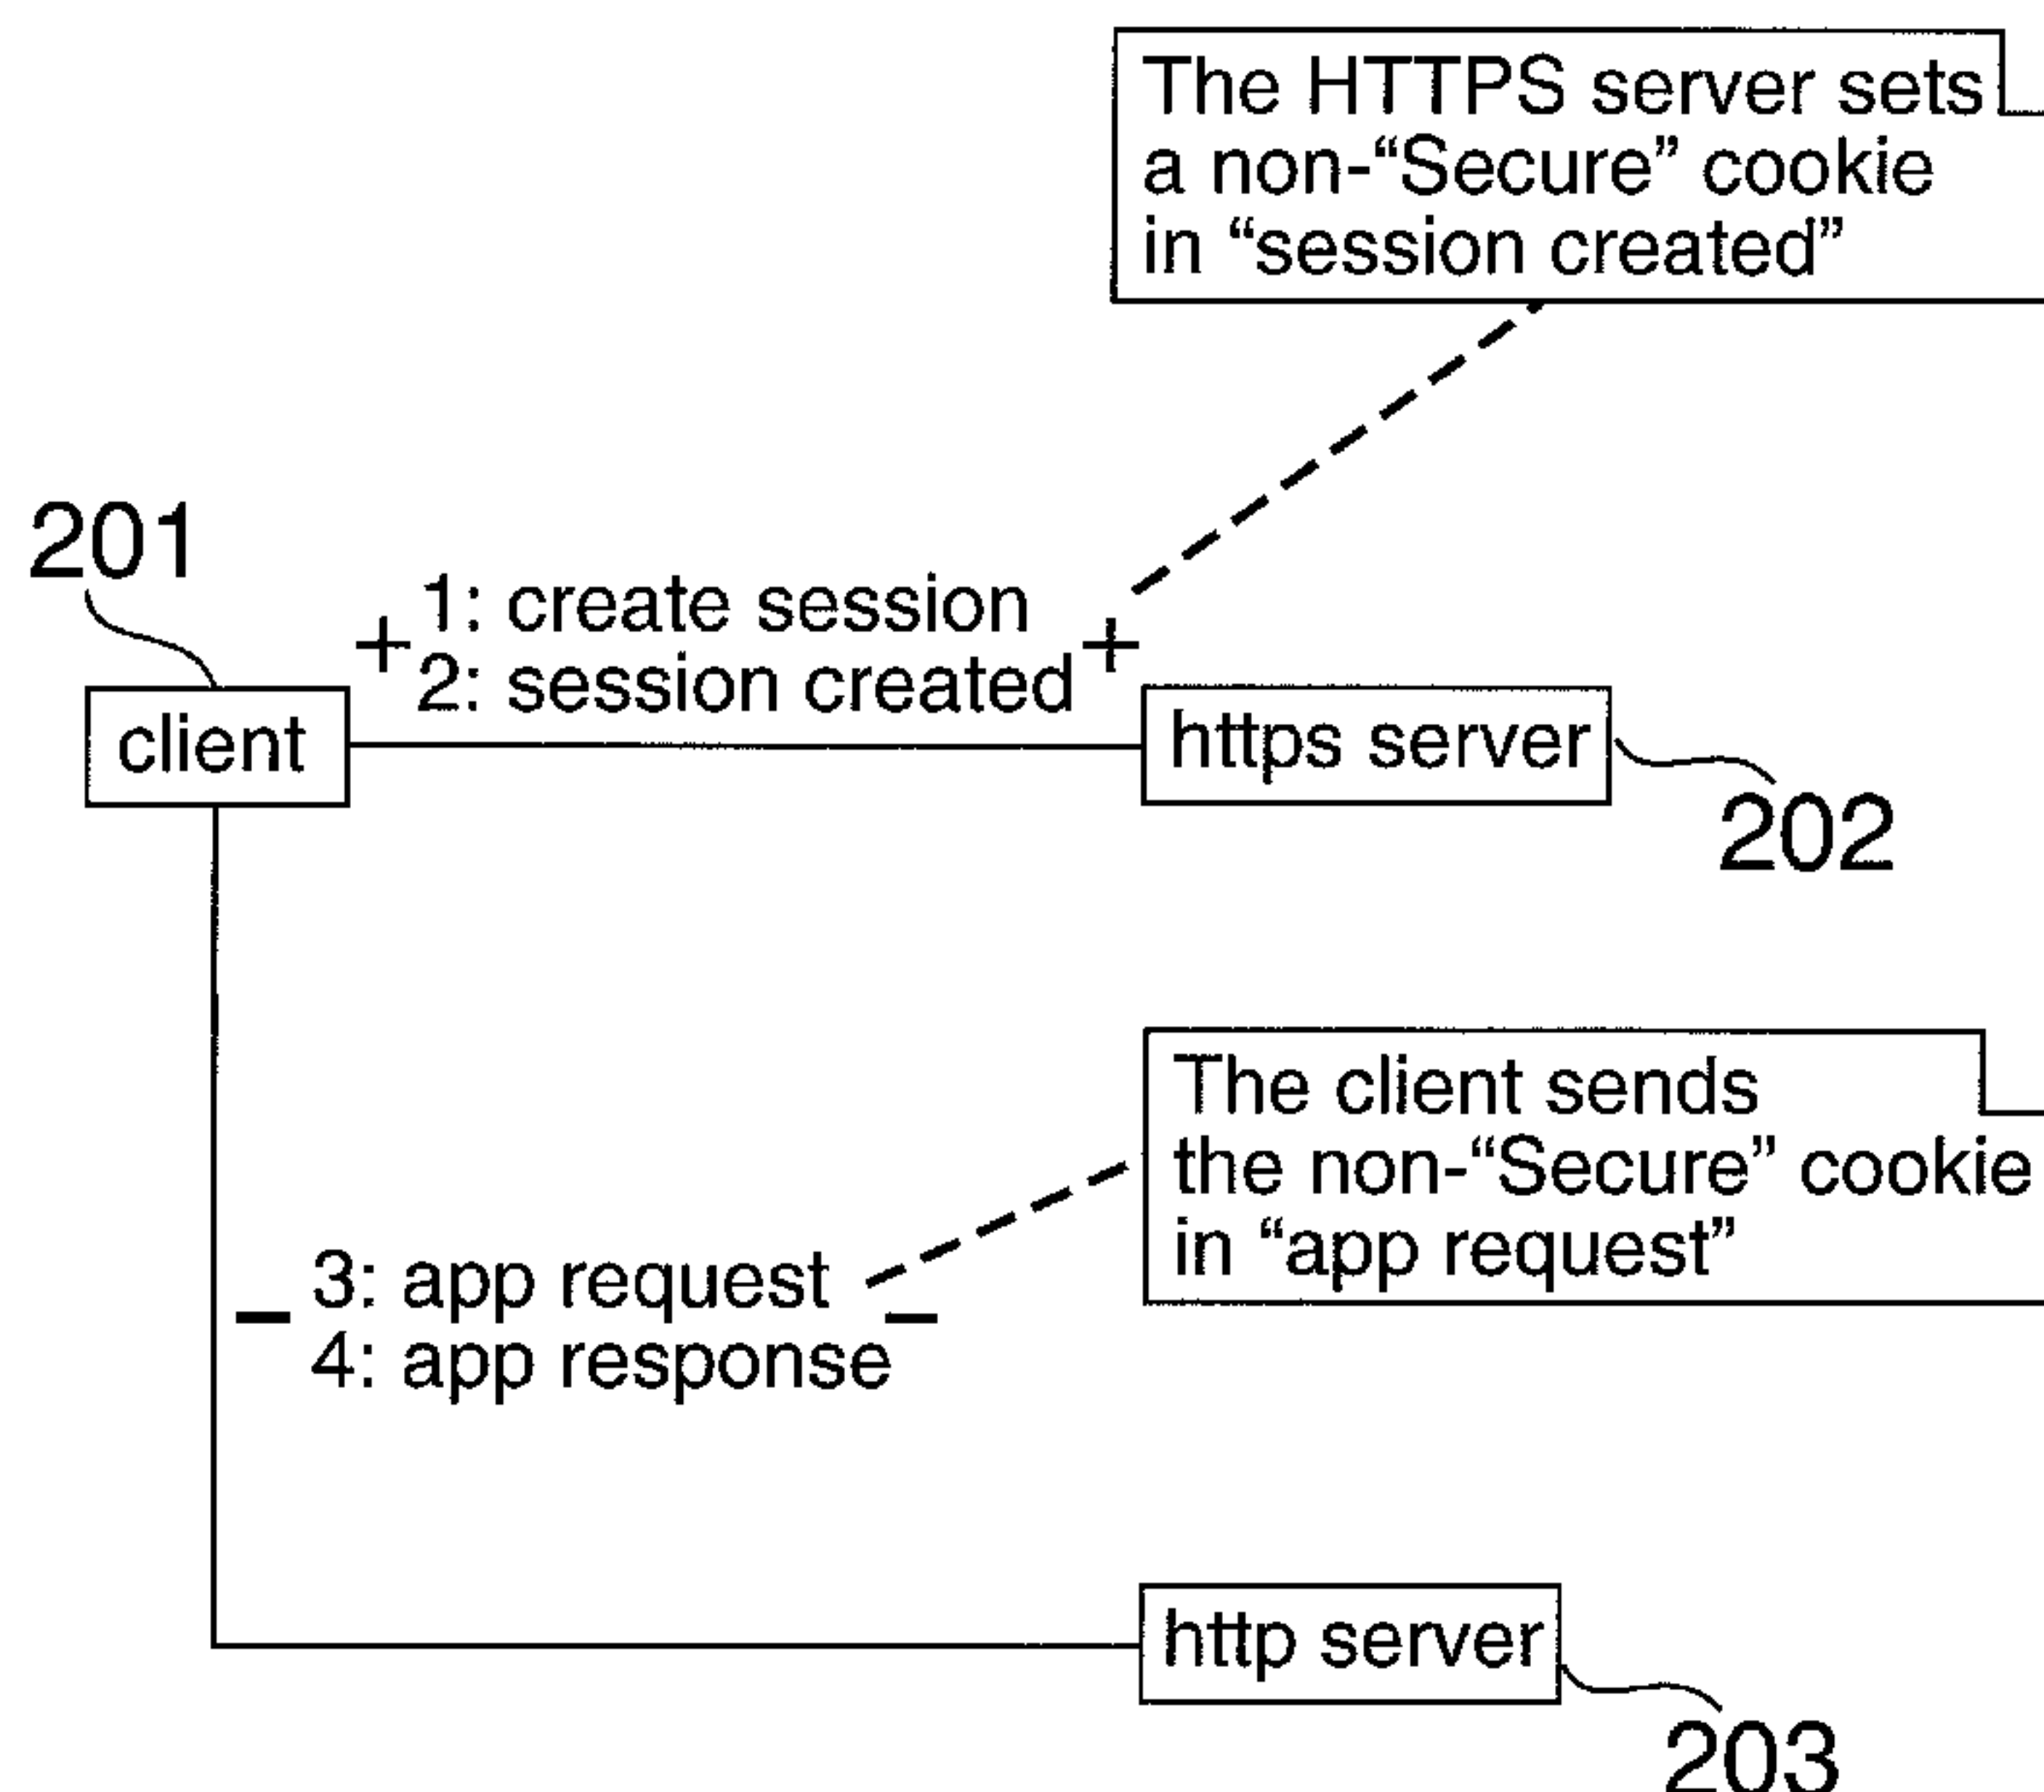 The HTTPS server sets
a non-“Secure” cookie
in “session created”
201
+ 1: create session +
2: session created
client
https server
202
The client sends
the non-“Secure” cookie
in “app request”
– 3: app request –
4: app response
http server
203